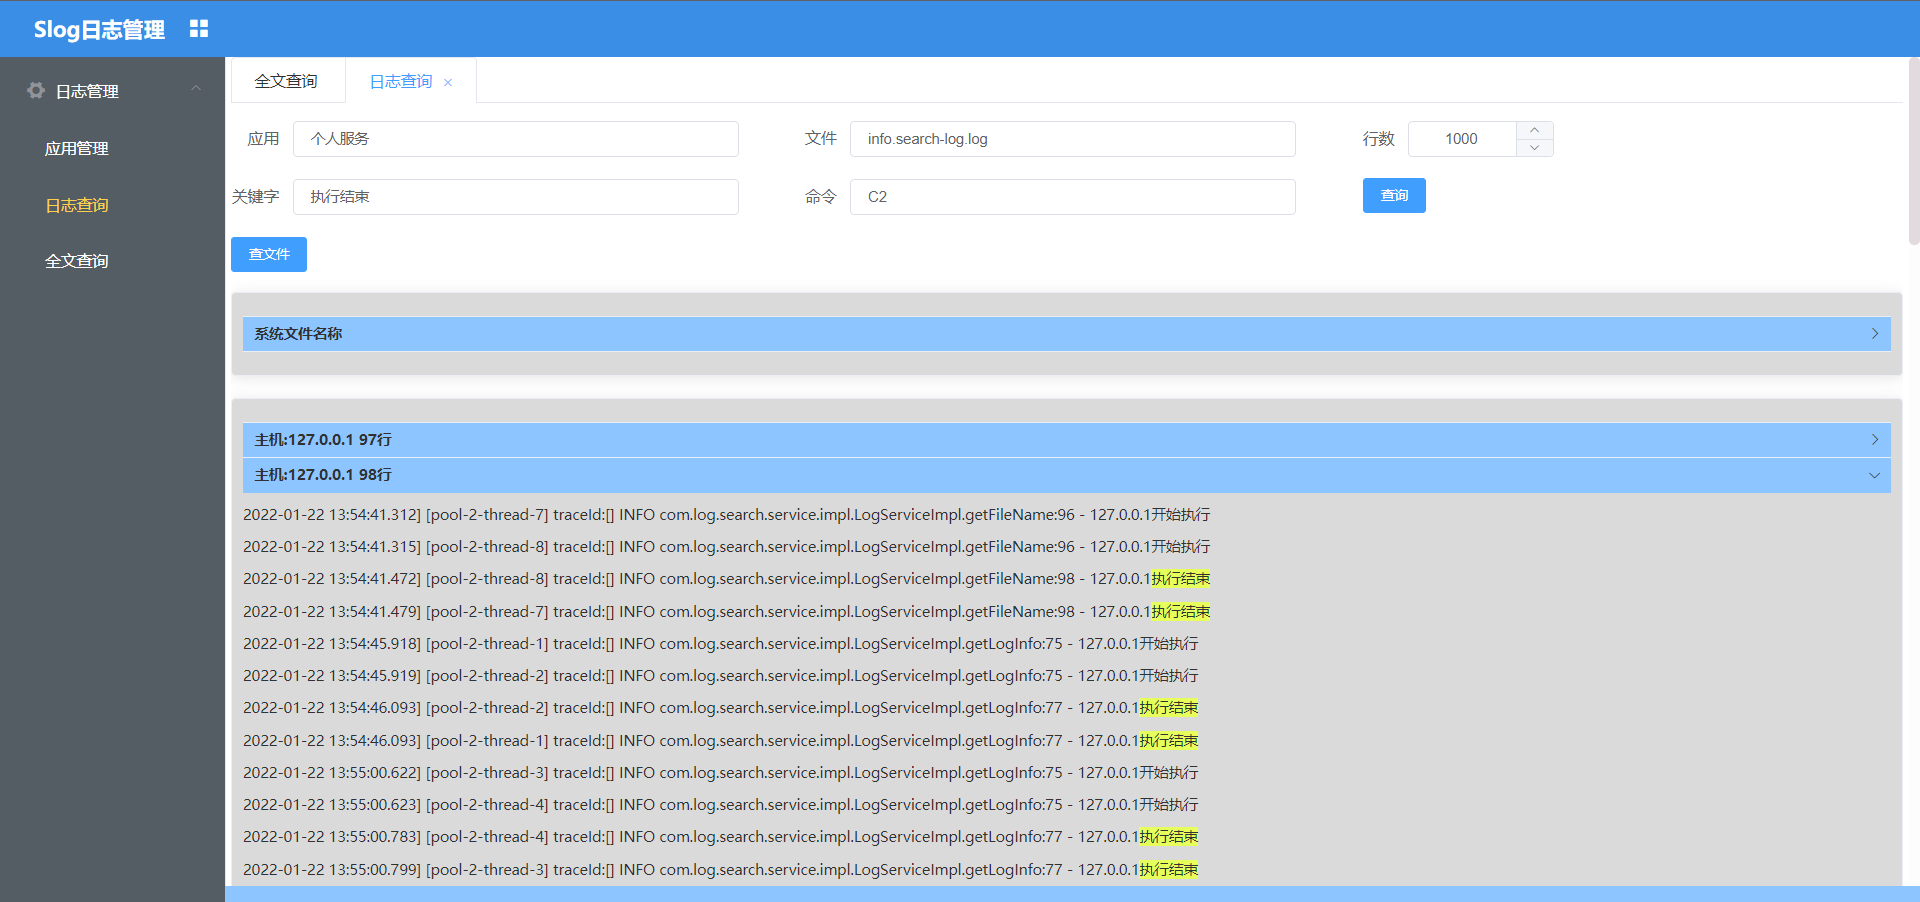 Slog日志管理
日志管理
应用管理
日志查询
全文查询
全文查询 日志查询 ×
应用 个人服务 文件 info.search-log.log 行数 1000
关键字 执行结束 命令 C2 查询
查文件
系统文件名称
主机:127.0.0.1 97行
主机:127.0.0.1 98行
2022-01-22 13:54:41.312] [pool-2-thread-7] traceId:[] INFO com.log.search.service.impl.LogServiceImpl.getFileName:96 - 127.0.0.1开始执行
2022-01-22 13:54:41.315] [pool-2-thread-8] traceId:[] INFO com.log.search.service.impl.LogServiceImpl.getFileName:96 - 127.0.0.1开始执行
2022-01-22 13:54:41.472] [pool-2-thread-8] traceId:[] INFO com.log.search.service.impl.LogServiceImpl.getFileName:98 - 127.0.0.1执行结束
2022-01-22 13:54:41.479] [pool-2-thread-7] traceId:[] INFO com.log.search.service.impl.LogServiceImpl.getFileName:98 - 127.0.0.1执行结束
2022-01-22 13:54:45.918] [pool-2-thread-1] traceId:[] INFO com.log.search.service.impl.LogServiceImpl.getLogInfo:75 - 127.0.0.1开始执行
2022-01-22 13:54:45.919] [pool-2-thread-2] traceId:[] INFO com.log.search.service.impl.LogServiceImpl.getLogInfo:75 - 127.0.0.1开始执行
2022-01-22 13:54:46.093] [pool-2-thread-2] traceId:[] INFO com.log.search.service.impl.LogServiceImpl.getLogInfo:77 - 127.0.0.1执行结束
2022-01-22 13:54:46.093] [pool-2-thread-1] traceId:[] INFO com.log.search.service.impl.LogServiceImpl.getLogInfo:77 - 127.0.0.1执行结束
2022-01-22 13:55:00.622] [pool-2-thread-3] traceId:[] INFO com.log.search.service.impl.LogServiceImpl.getLogInfo:75 - 127.0.0.1开始执行
2022-01-22 13:55:00.623] [pool-2-thread-4] traceId:[] INFO com.log.search.service.impl.LogServiceImpl.getLogInfo:75 - 127.0.0.1开始执行
2022-01-22 13:55:00.783] [pool-2-thread-4] traceId:[] INFO com.log.search.service.impl.LogServiceImpl.getLogInfo:77 - 127.0.0.1执行结束
2022-01-22 13:55:00.799] [pool-2-thread-3] traceId:[] INFO com.log.search.service.impl.LogServiceImpl.getLogInfo:77 - 127.0.0.1执行结束